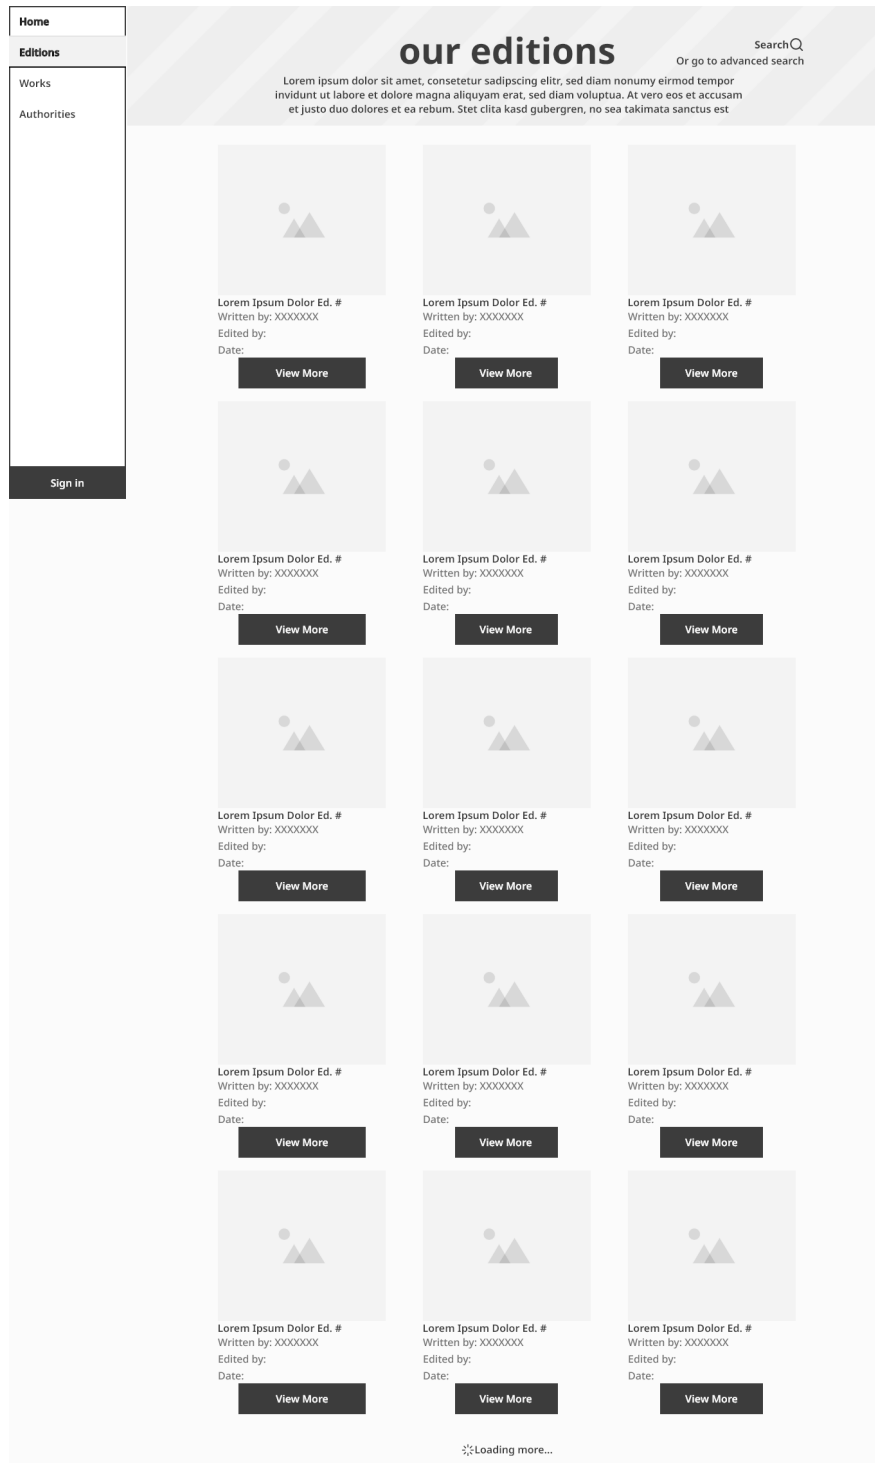 Home
Editions
Works
Authorities
Sign in
our editions
Search
Or go to advanced search
Lorem ipsum dolor sit amet, consetetur sadipscing elitr, sed diam nonumy eirmod tempor
invidunt ut labore et dolore magna aliquyam erat, sed diam voluptua. At vero eos et accusam
et justo duo dolores et ea rebum. Stet clita kasd gubergren, no sea takimata sanctus est
Lorem Ipsum Dolor Ed. #
Written by: XXXXXXX
Edited by:
Date:
View More
Lorem Ipsum Dolor Ed. #
Written by: XXXXXXX
Edited by:
Date:
View More
Lorem Ipsum Dolor Ed. #
Written by: XXXXXXX
Edited by:
Date:
View More
Lorem Ipsum Dolor Ed. #
Written by: XXXXXXX
Edited by:
Date:
View More
Lorem Ipsum Dolor Ed. #
Written by: XXXXXXX
Edited by:
Date:
View More
Lorem Ipsum Dolor Ed. #
Written by: XXXXXXX
Edited by:
Date:
View More
Lorem Ipsum Dolor Ed. #
Written by: XXXXXXX
Edited by:
Date:
View More
Lorem Ipsum Dolor Ed. #
Written by: XXXXXXX
Edited by:
Date:
View More
Lorem Ipsum Dolor Ed. #
Written by: XXXXXXX
Edited by:
Date:
View More
Lorem Ipsum Dolor Ed. #
Written by: XXXXXXX
Edited by:
Date:
View More
Lorem Ipsum Dolor Ed. #
Written by: XXXXXXX
Edited by:
Date:
View More
Lorem Ipsum Dolor Ed. #
Written by: XXXXXXX
Edited by:
Date:
View More
Lorem Ipsum Dolor Ed. #
Written by: XXXXXXX
Edited by:
Date:
View More
Lorem Ipsum Dolor Ed. #
Written by: XXXXXXX
Edited by:
Date:
View More
Lorem Ipsum Dolor Ed. #
Written by: XXXXXXX
Edited by:
Date:
View More
Loading more...